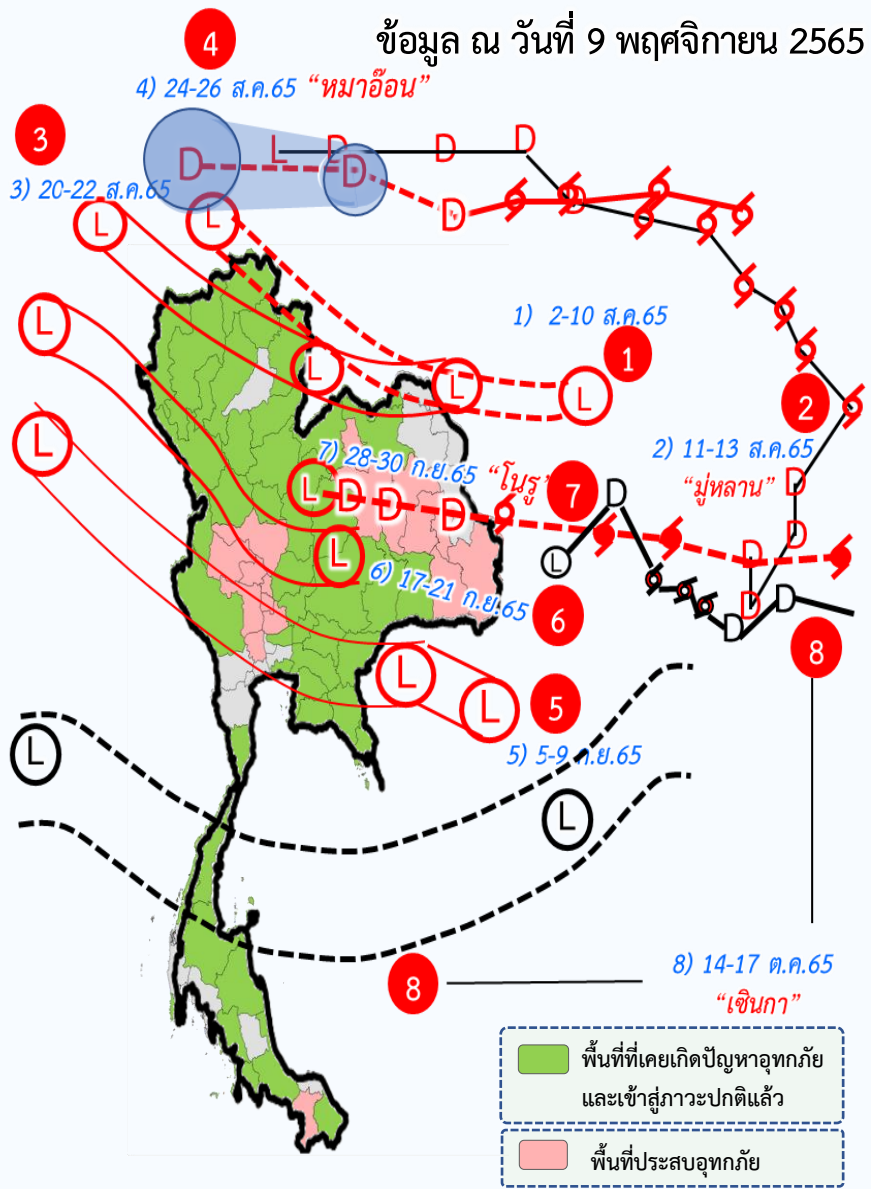 ข้อมูล ณ วันที่ 9 พฤศจิกายน 2565
4
4) 24-26 ส.ค.65 “หมาอ๊อน”
3
D L D D D
D
D
3) 20-22 ส.ค.65
L L
D
1) 2-10 ส.ค.65
L
1
L L L
2
L
2) 11-13 ส.ค.65
“มู่หลาน”
7) 28-30 ก.ย.65 “โนรู”
7
L D D D
D
D
D
L
L
D
6) 17-21 ก.ย.65
6
D
D
D
8
L
L
5
5) 5-9 ก.ย.65
L
L
8
8) 14-17 ต.ค.65
“เซินกา”
พื้นที่ที่เคยเกิดปัญหาอุทกภัย
และเข้าสู่ภาวะปกติแล้ว
พื้นที่ประสบอุทกภัย